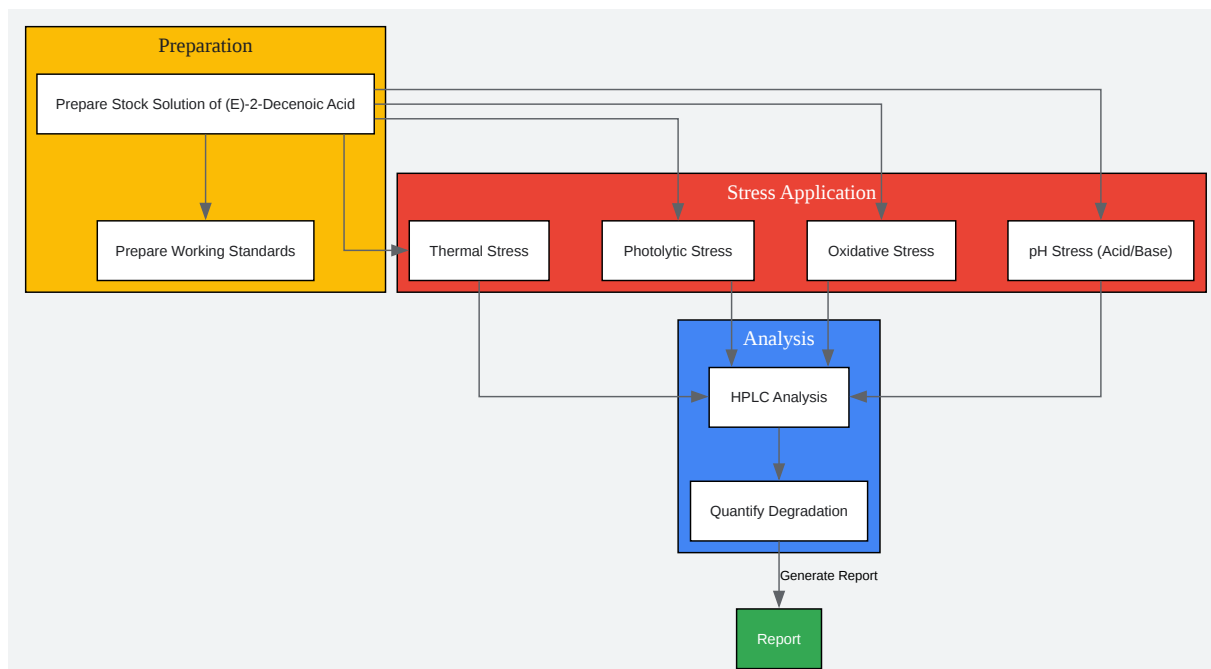 Preparation
Prepare Stock Solution of (E)-2-Decenoic Acid
Prepare Working Standards
Stress Application
Thermal Stress
Photolytic Stress
Oxidative Stress
pH Stress (Acid/Base)
Analysis
HPLC Analysis
Quantify Degradation
Generate Report
Report